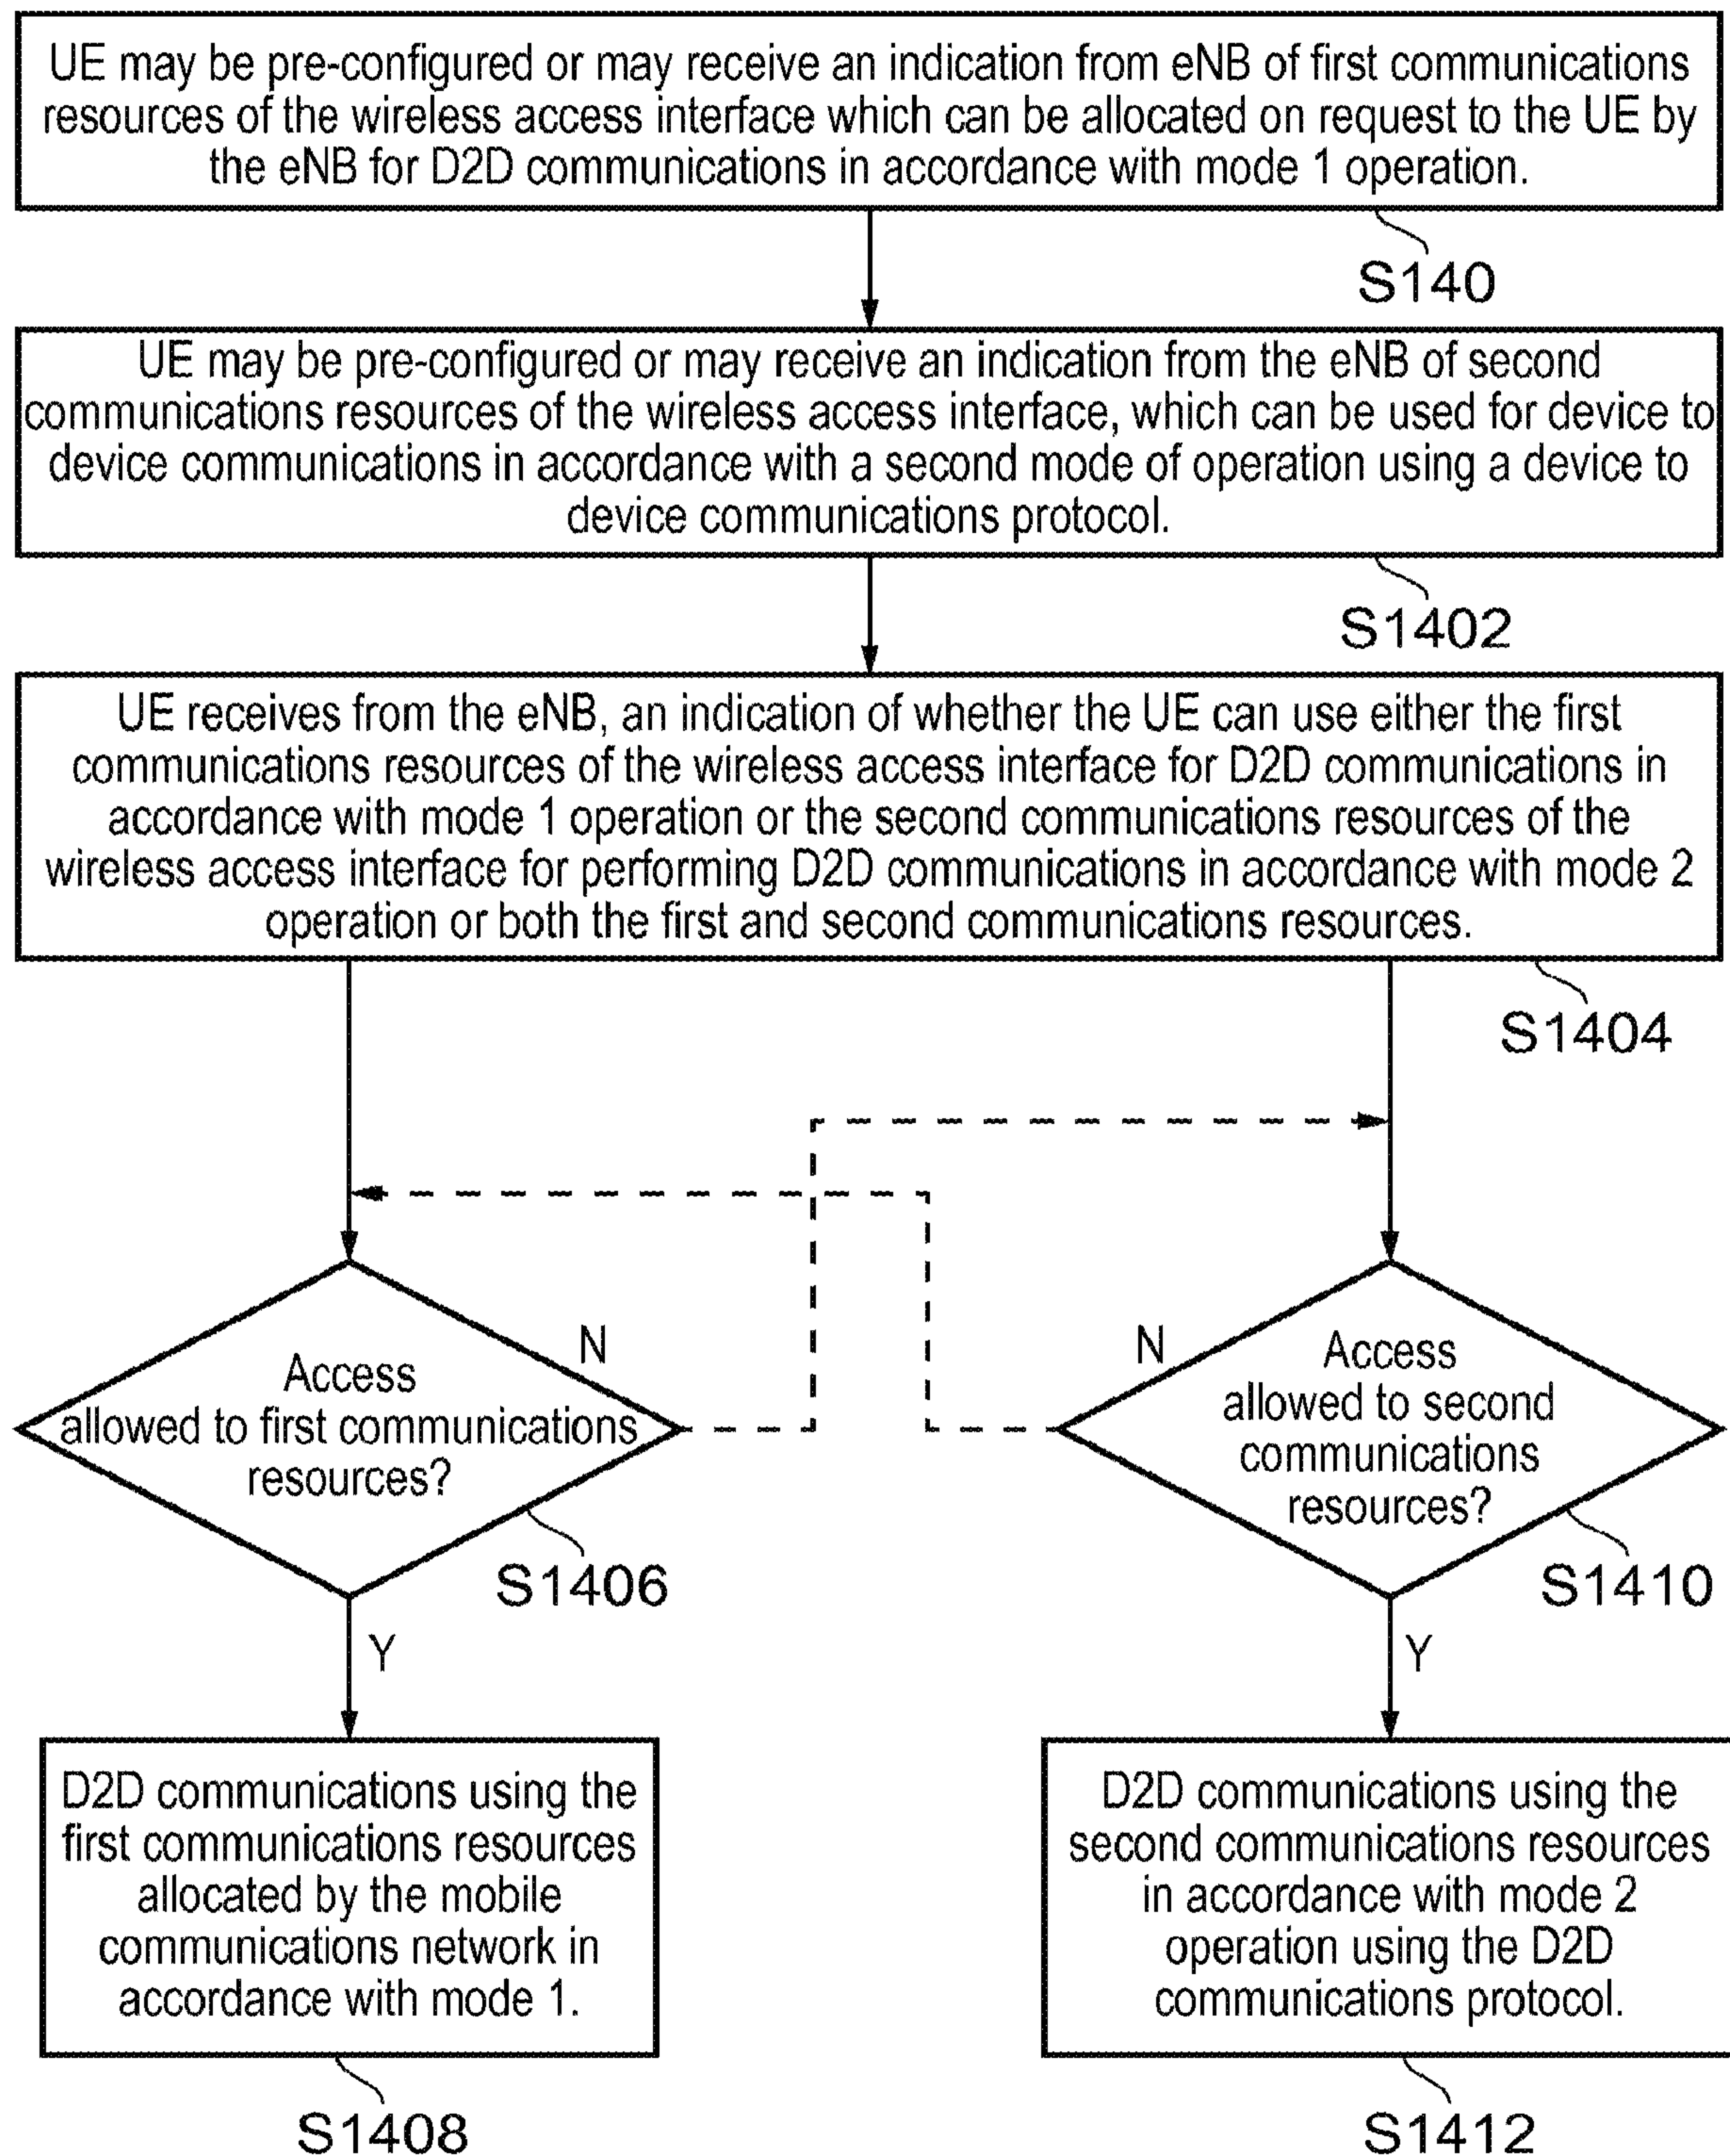 UE may be pre-configured or may receive an indication from eNB of first communications
resources of the wireless access interface which can be allocated on request to the UE by
the eNB for D2D communications in accordance with mode 1 operation.
S140
UE may be pre-configured or may receive an indication from the eNB of second
communications resources of the wireless access interface, which can be used for device to
device communications in accordance with a second mode of operation using a device to
device communications protocol.
S1402
UE receives from the eNB, an indication of whether the UE can use either the first
communications resources of the wireless access interface for D2D communications in
accordance with mode 1 operation or the second communications resources of the
wireless access interface for performing D2D communications in accordance with mode 2
operation or both the first and second communications resources.
S1404
Access
allowed to first communications
resources?
N
S1406
Y
N
Access
allowed to second
communications
resources?
S1410
Y
D2D communications using the
first communications resources
allocated by the mobile
communications network in
accordance with mode 1.
S1408
D2D communications using the
second communications resources
in accordance with mode 2
operation using the D2D
communications protocol.
S1412